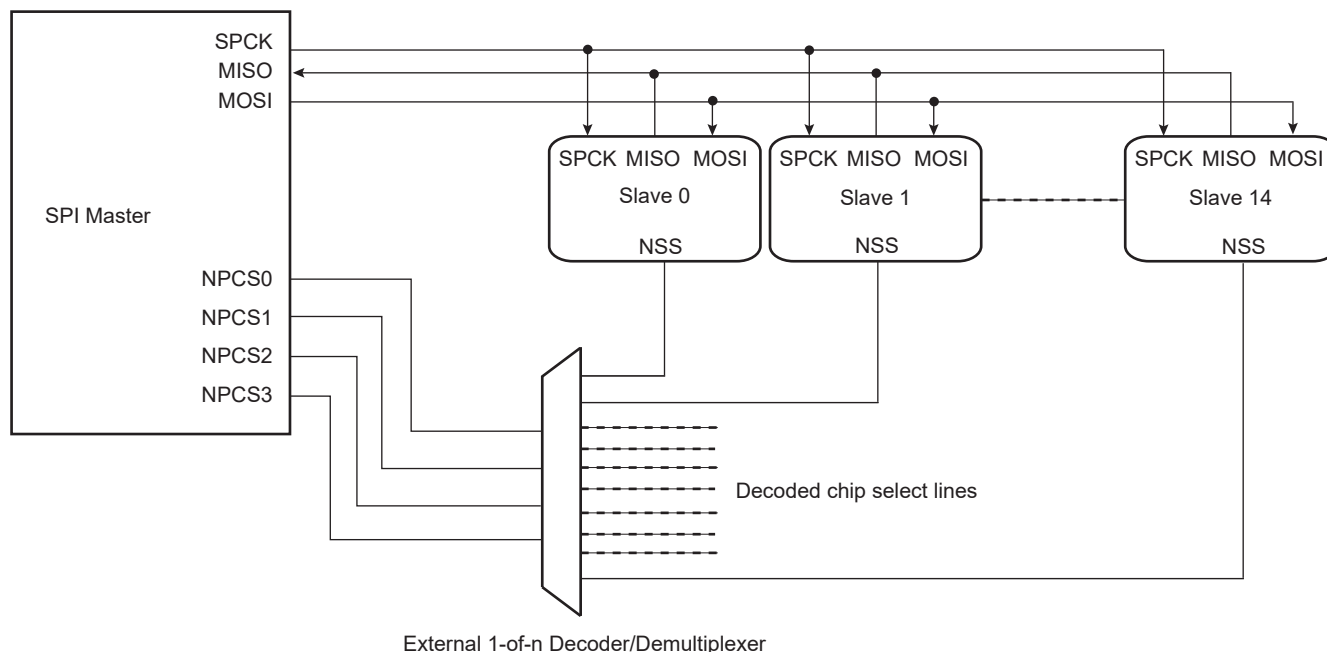 SPCK
MISO
MOSI
SPI Master
NPCS0
NPCS1
NPCS2
NPCS3
SPCK MISO MOSI
Slave 0
NSS
SPCK MISO MOSI
Slave 1
NSS
SPCK MISO MOSI
Slave 14
NSS
Decoded chip select lines
External 1-of-n Decoder/Demultiplexer